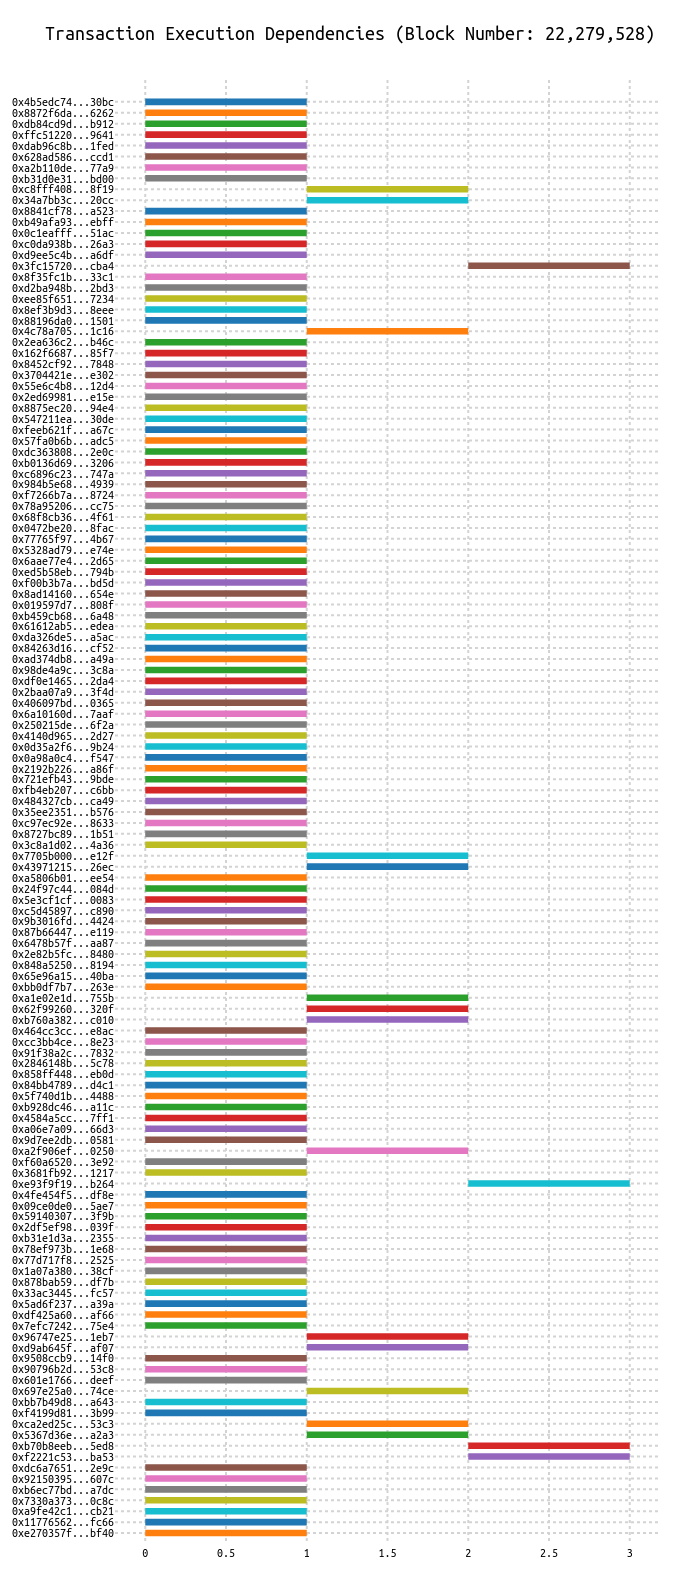 Transaction Execution Dependencies (Block Number: 22,279,528)
0x4b5edc74...30bc
0x8872f6da...6262
0xdb84cd9d...b912
0xffc51220...9641
0xdab96c8b...1fed
0x628ad586...ccd1
0xa2b110de...77a9
0xb31d0e31...bd00
0xc8fff408...8f19
0x34a7bb3c...20cc
0x8841cf78...a523
0xb49afa93...ebff
0x0c1eafff...51ac
0xc0da938b...26a3
0xd9ee5c4b...a6df
0x3fc15720...cba4
0x8f35fc1b...33c1
0xd2ba948b...2bd3
0xee85f651...7234
0x8ef3b9d3...8eee
0x88196da0...1501
0x4c78a705...1c16
0x2ea636c2...b46c
0x162f6687...85f7
0x8452cf92...7848
0x3704421e...e302
0x55e6c4b8...12d4
0x2ed69981...e15e
0x8875ec20...94e4
0x547211ea...30de
0xfeeb621f...a67c
0x57fa0b6b...adc5
0xdc363808...2e0c
0xb0136d69...3206
0xc6896c23...747a
0x984b5e68...4939
0xf7266b7a...8724
0x78a95206...cc75
0x68f8cb36...4f61
0x0472be20...8fac
0x77765f97...4b67
0x5328ad79...e74e
0x6aae77e4...2d65
0xed5b58eb...794b
0xf00b3b7a...bd5d
0x8ad14160...654e
0x019597d7...808f
0xb459cb68...6a48
0x61612ab5...edea
0xda326de5...a5ac
0x84263d16...cf52
0xad374db8...a49a
0x98de4a9c...3c8a
0xdf0e1465...2da4
0x2baa07a9...3f4d
0x406097bd...0365
0x6a10160d...7aaf
0x250215de...6f2a
0x4140d965...2d27
0x0d35a2f6...9b24
0x0a98a0c4...f547
0x2192b226...a86f
0x721efb43...9bde
0xfb4eb207...c6bb
0x484327cb...ca49
0x35ee2351...b576
0xc97ec92e...8633
0x8727bc89...1b51
0x3c8a1d02...4a36
0x7705b000...e12f
0x43971215...26ec
0xa5806b01...ee54
0x24f97c44...084d
0x5e3cf1cf...0083
0xc5d45897...c890
0x9b3016fd...4424
0x87b66447...e119
0x6478b57f...aa87
0x2e82b5fc...8480
0x848a5250...8194
0x65e96a15...40ba
0xbb0df7b7...263e
0xa1e02e1d...755b
0x62f99260...320f
0xb760a382...c010
0x464cc3cc...e8ac
0xcc3bb4ce...8e23
0x91f38a2c...7832
0x2846148b...5c78
0x858ff448...eb0d
0x84bb4789...d4c1
0x5f740d1b...4488
0xb928dc46...a11c
0x4584a5cc...7ff1
0xa06e7a09...66d3
0x9d7ee2db...0581
0xa2f906ef...0250
0xf60a6520...3e92
0x3681fb92...1217
0xe93f9f19...b264
0x4fe454f5...df8e
0x09ce0de0...5ae7
0x59140307...3f9b
0x2df5ef98...039f
0xb31e1d3a...2355
0x78ef973b...1e68
0x77d717f8...2525
0x1a07a380...38cf
0x878bab59...df7b
0x33ac3445...fc57
0x5ad6f237...a39a
0xdf425a60...af66
0x7efc7242...75e4
0x96747e25...1eb7
0xd9ab645f...af07
0x9508ccb9...14f0
0x90796b2d...53c8
0x601e1766...deef
0x697e25a0...74ce
0xbb7b49d8...a643
0xf4199d81...3b99
0xca2ed25c...53c3
0x5367d36e...a2a3
0xb70b8eeb...5ed8
0xf2221c53...ba53
0xdc6a7651...2e9c
0x92150395...607c
0xb6ec77bd...a7dc
0x7330a373...0c8c
0xa9fe42c1...cb21
0x11776562...fc66
0xe270357f...bf40
0 0.5 1 1.5 2 2.5 3